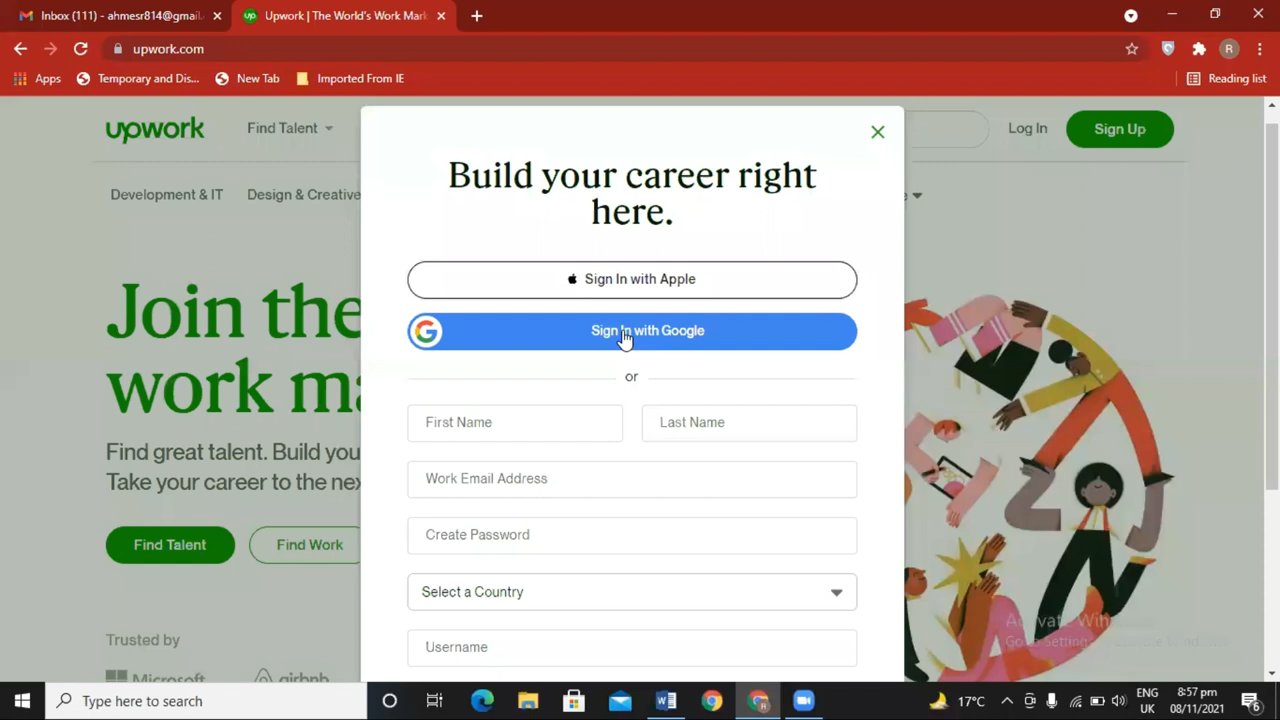 Inbox (111) - ahmesr814@gmail.
Upwork | The World's Work Mark
upwork.com
R
Apps
Temporary and Dis...
New Tab
Imported From IE
Reading list
upwork
Find Talent
Log In
Sign Up
Development & IT
Design & Creative
e
Build your career right
here.
Sign In with Apple
Sign In with Google
or
First Name
Last Name
Work Email Address
Create Password
Select a Country
Username
Join the
work ma
Find great talent. Build you
Take your career to the nex
Find Talent
Find Work
Trusted by
Microsoft
airbnb
Type here to search
17°C
ENG
UK
8:57 pm
08/11/2021
6